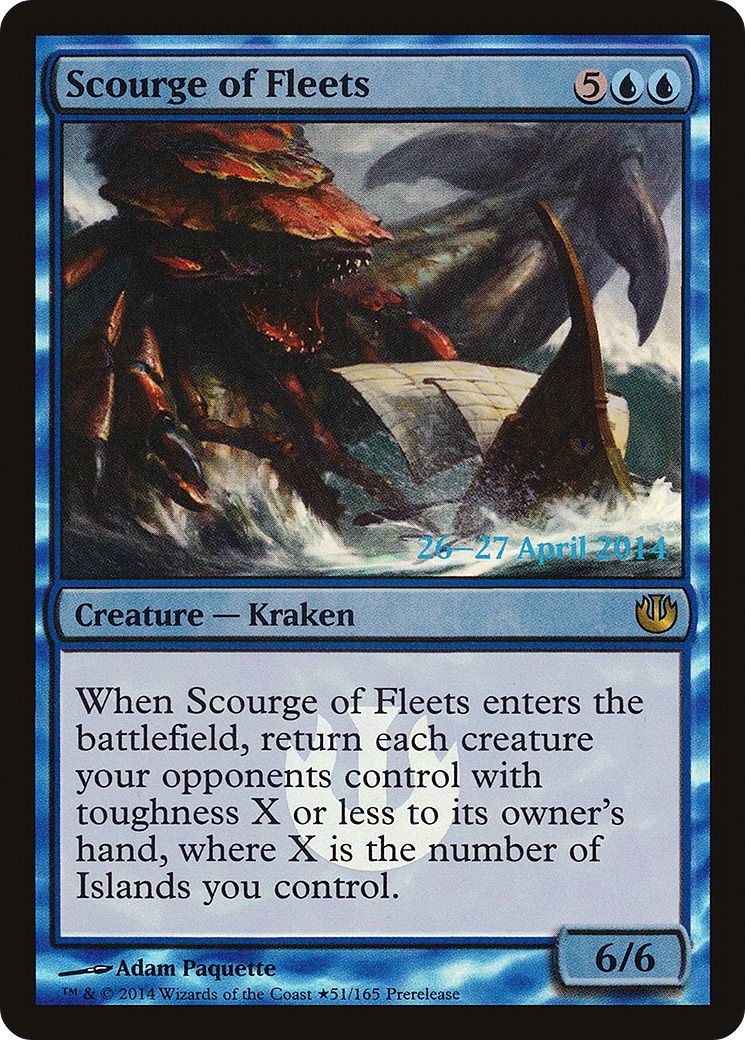 Scourge of Fleets 5
26–27 April 2014
Creature — Kraken
When Scourge of Fleets enters the
battlefield, return each creature
your opponents control with
toughness X or less to its owner's
hand, where X is the number of
Islands you control.
6/6
Adam Paquette
™ & © 2014 Wizards of the Coast ★51/165 Prerelease